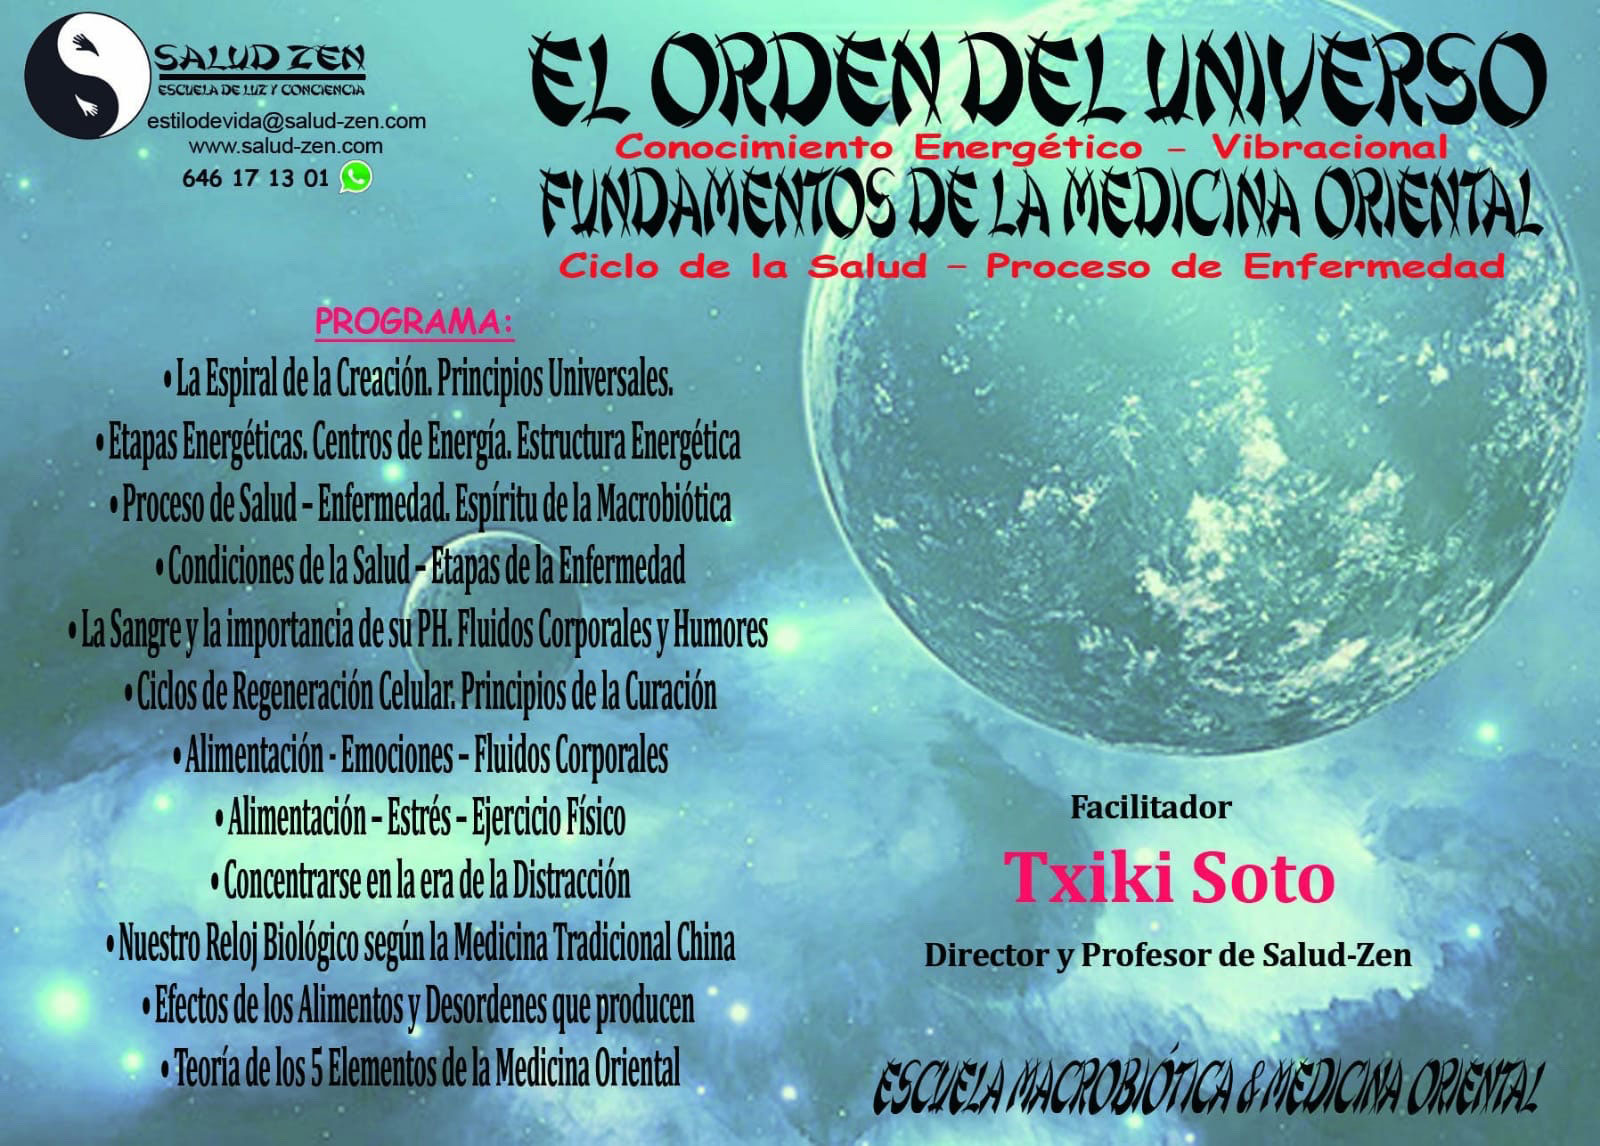 SALUD ZEN
ESCUELA DE LUZ Y CONCIENCIA
estilodevida@salud-zen.com
www.salud-zen.com
646 17 13 01
EL ORDEN DEL UNIVERSO
Conocimiento Energético – Vibracional
FUNDAMENTOS DE LA MEDICINA ORIENTAL
Ciclo de la Salud – Proceso de Enfermedad
PROGRAMA:
• La Espiral de la Creación. Principios Universales.
• Etapas Energéticas. Centros de Energía. Estructura Energética
• Proceso de Salud – Enfermedad. Espíritu de la Macrobiótica
• Condiciones de la Salud – Etapas de la Enfermedad
• La Sangre y la importancia de su PH. Fluidos Corporales y Humores
• Ciclos de Regeneración Celular. Principios de la Curación
• Alimentación - Emociones – Fluidos Corporales
• Alimentación – Estrés – Ejercicio Físico
• Concentrarse en la era de la Distracción
• Nuestro Reloj Biológico según la Medicina Tradicional China
• Efectos de los Alimentos y Desordenes que producen
• Teoría de los 5 Elementos de la Medicina Oriental
Facilitador
Txiki Soto
Director y Profesor de Salud-Zen
ESCUELA MACROBIÓTICA & MEDICINA ORIENTAL